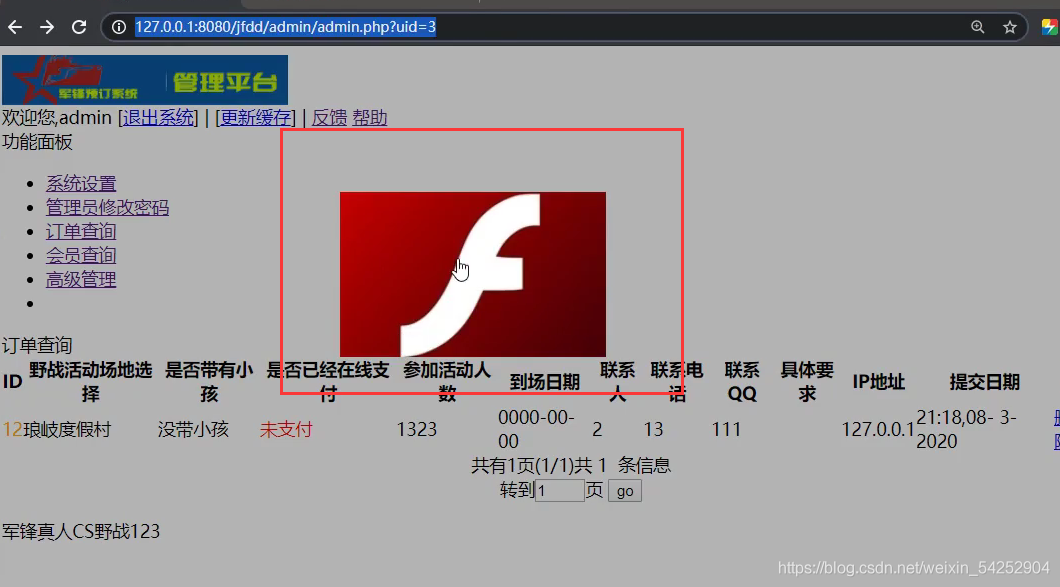 127.0.0.1:8080/jfdd/admin/admin.php?uid=3
军锋预订系统 | 管理平台
欢迎您,admin [退出系统] | [更新缓存] | 反馈 帮助
功能面板
系统设置
管理员修改密码
订单查询
会员查询
高级管理
订单查询
ID 野战活动场地选择 是否带有小孩 是否已经在线支付 参加活动人数 到场日期 联系人 联系电话 联系QQ 具体要求 IP地址 提交日期
12 琅岐度假村 没带小孩 未支付 1323 0000-00-00 2 13 111 127.0.0.1 21:18,08- 3-2020
共有1页(1/1)共 1 条信息
转到 1 页 go
军锋真人CS野战123
https://blog.csdn.net/weixin_54252904